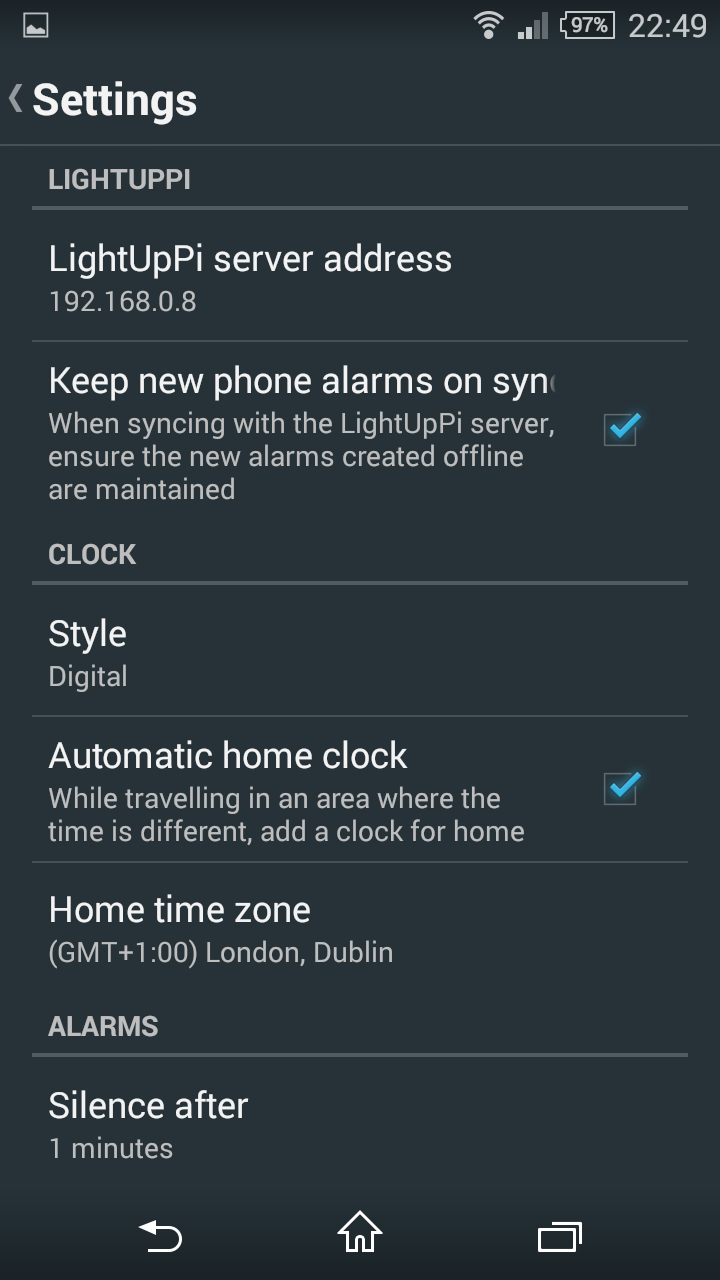 97% 22:49
Settings
LIGHTUPPI
LightUpPi server address
192.168.0.8
Keep new phone alarms on syn
When syncing with the LightUpPi server,
ensure the new alarms created offline
are maintained
CLOCK
Style
Digital
Automatic home clock
While travelling in an area where the
time is different, add a clock for home
Home time zone
(GMT+1:00) London, Dublin
ALARMS
Silence after
1 minutes